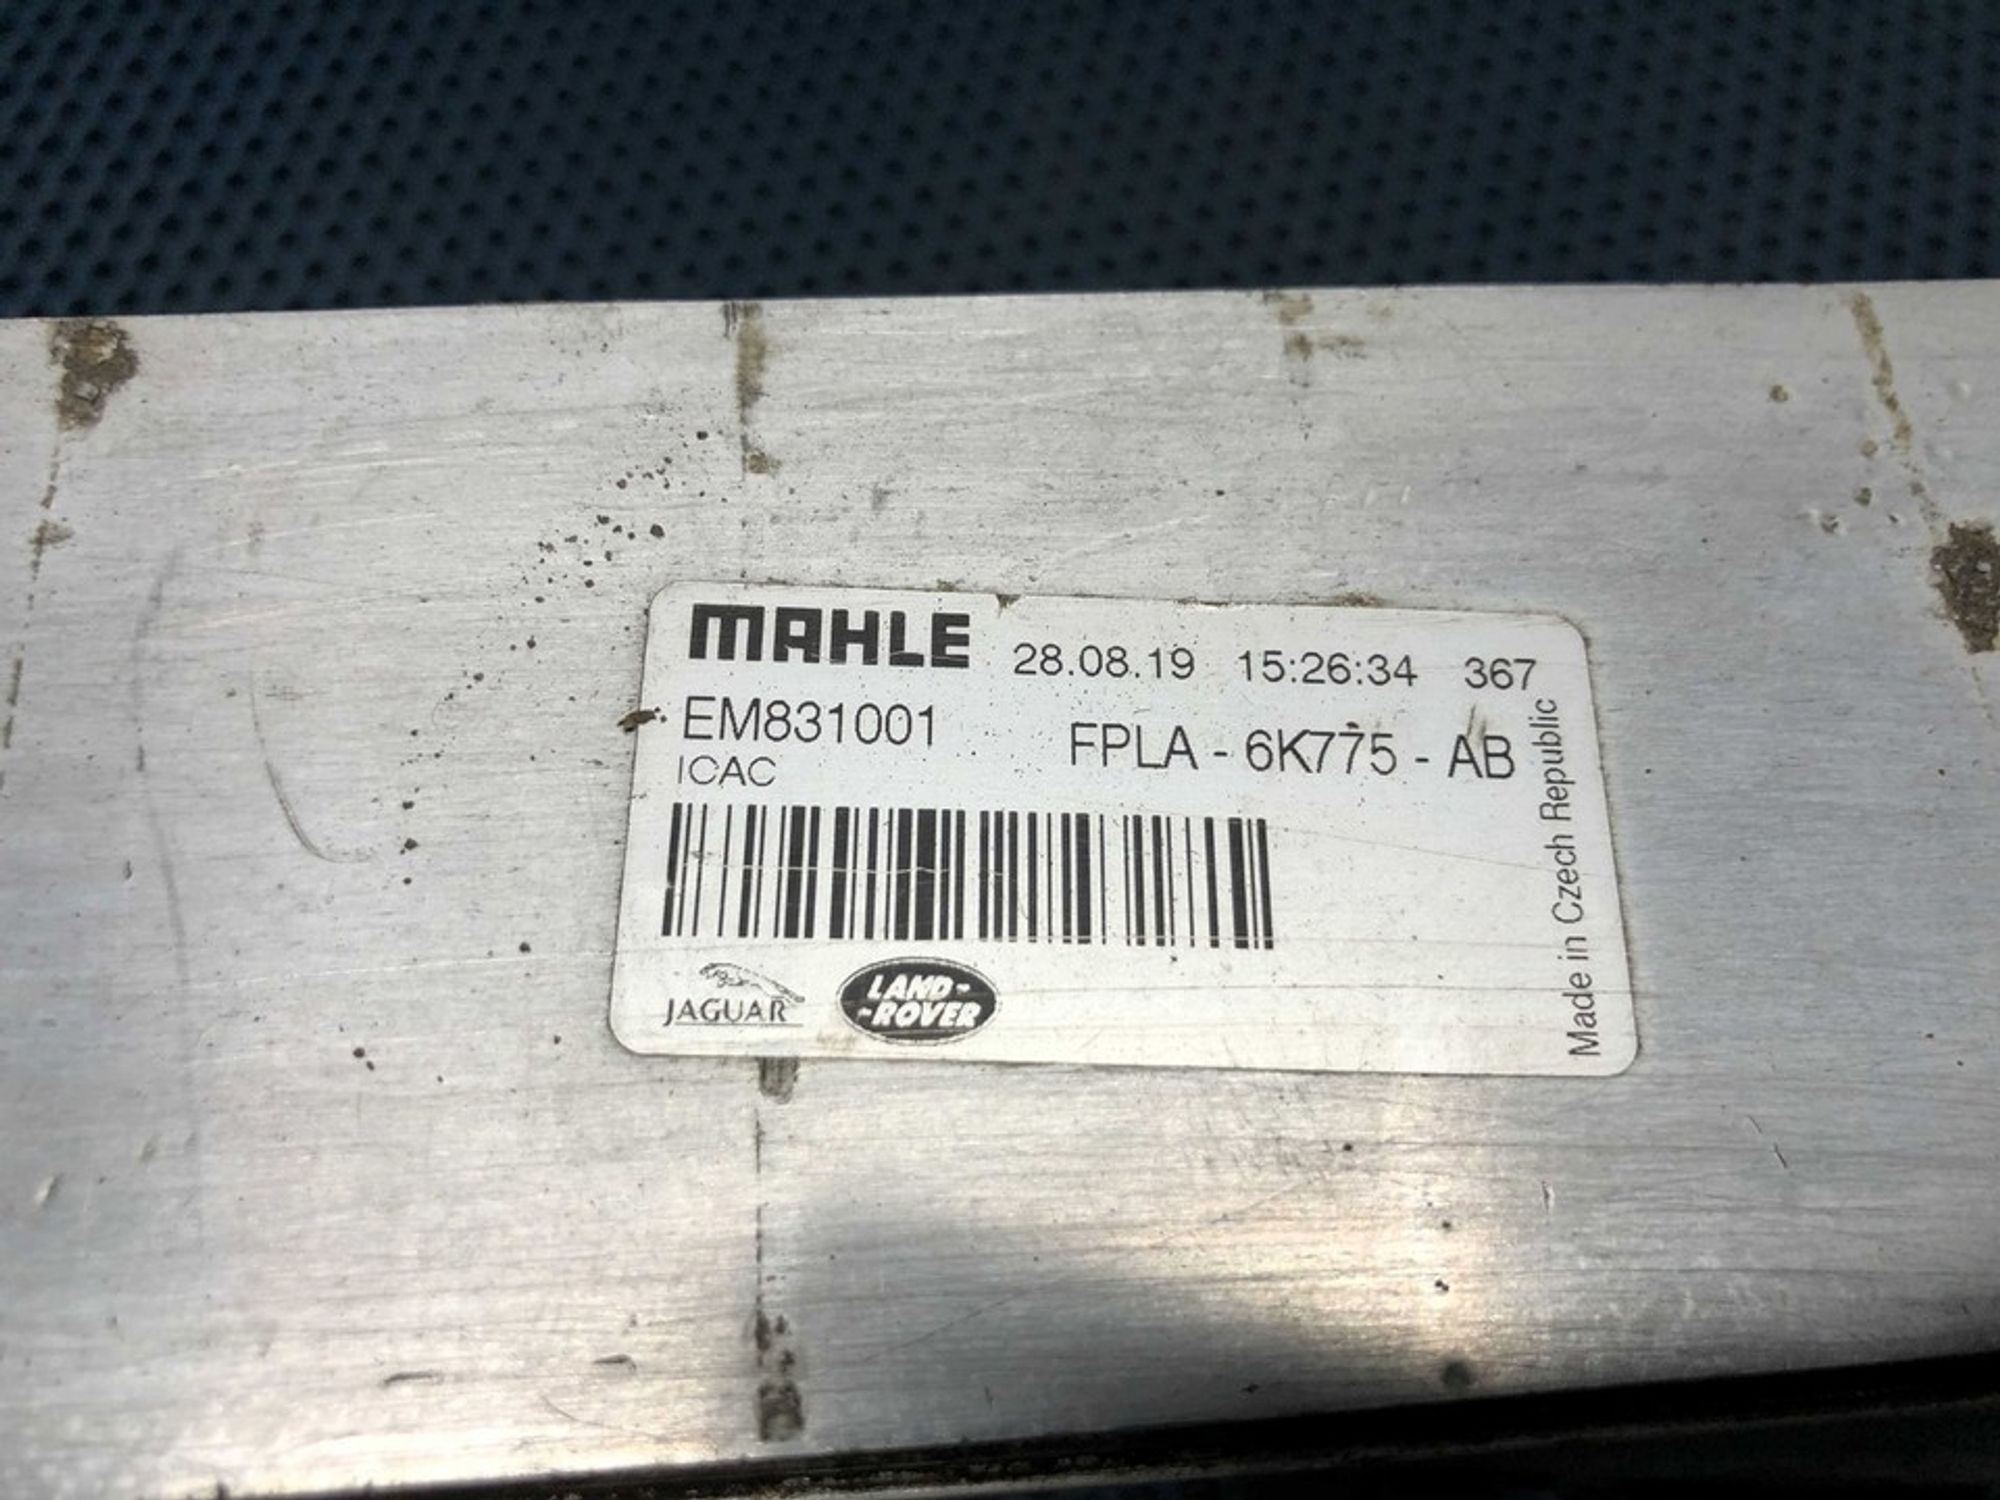 MAHLE 28.08.19 15:26:34 367
EM831001 FPLA - 6K775 - AB
ICAC
JAGUAR LAND-
-ROVER
Made in Czech Republic